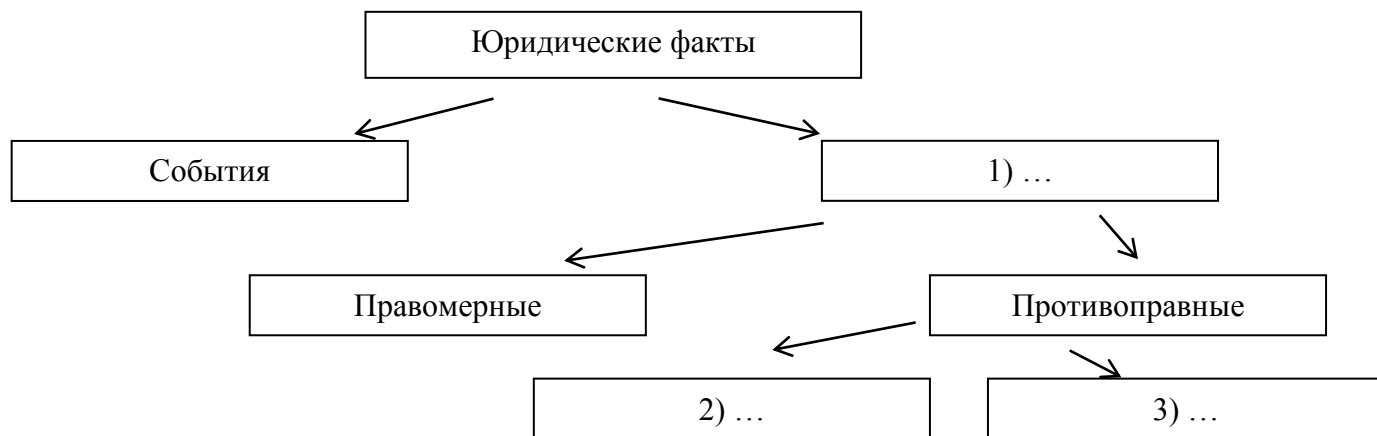 Юридические факты
События
1) …
Правомерные
Противоправные
2) …
3) …